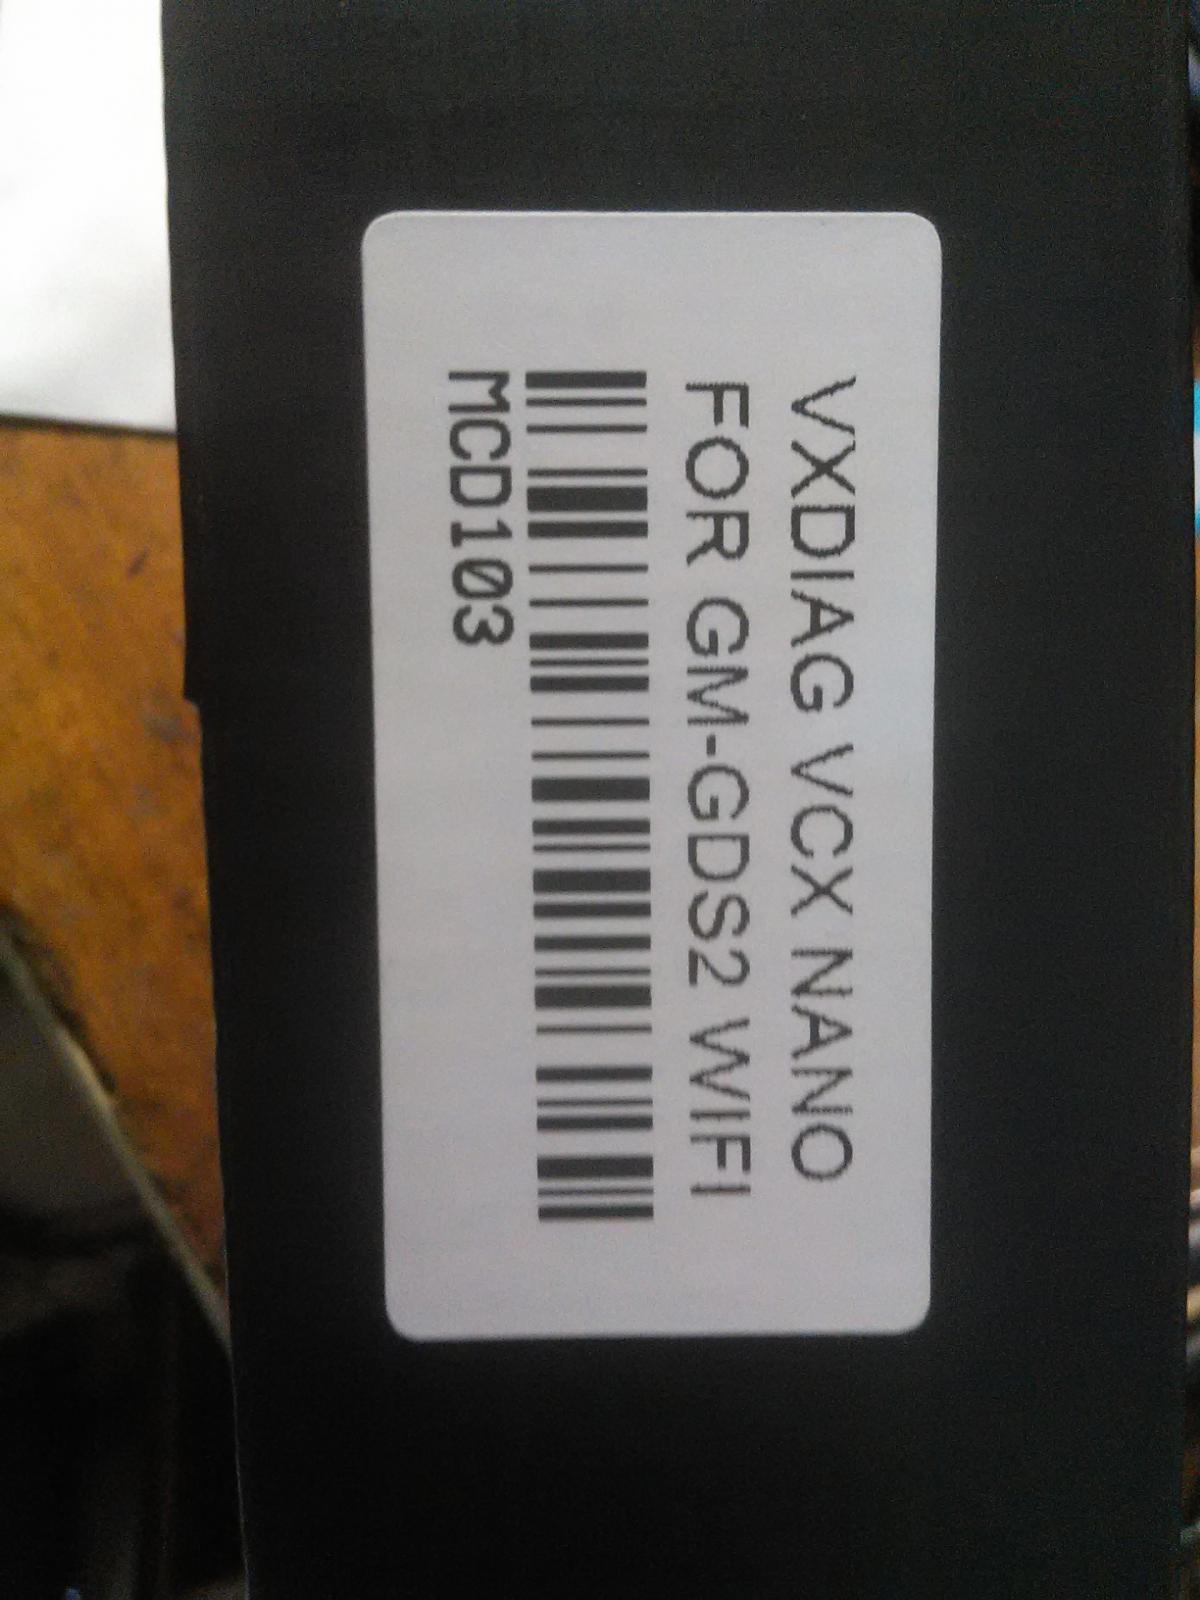 VXDIAG VCX NANO
FOR GM-GDS2 WIFI
MCD103